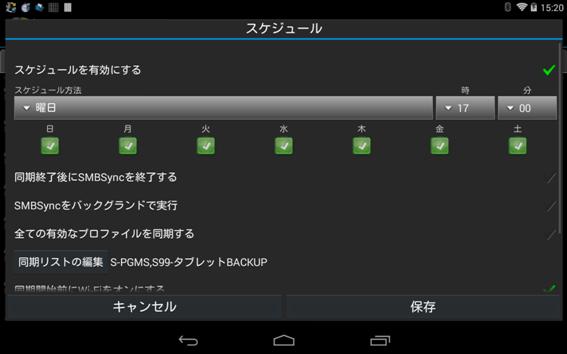 15:20
スケジュール
スケジュールを有効にする
スケジュール方法 時 分
曜日 17 00
日 月 火 水 木 金 土
同期終了後にSMBSyncを終了する
SMBSyncをバックグランドで実行
全ての有効なプロファイルを同期する
同期リストの編集 S-PGMS,S99-タブレットBACKUP
同期開始前にWi-Fiをオンにする
キャンセル 保存